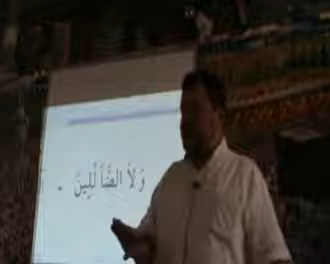 وَلَا الضَّالِّينَ .